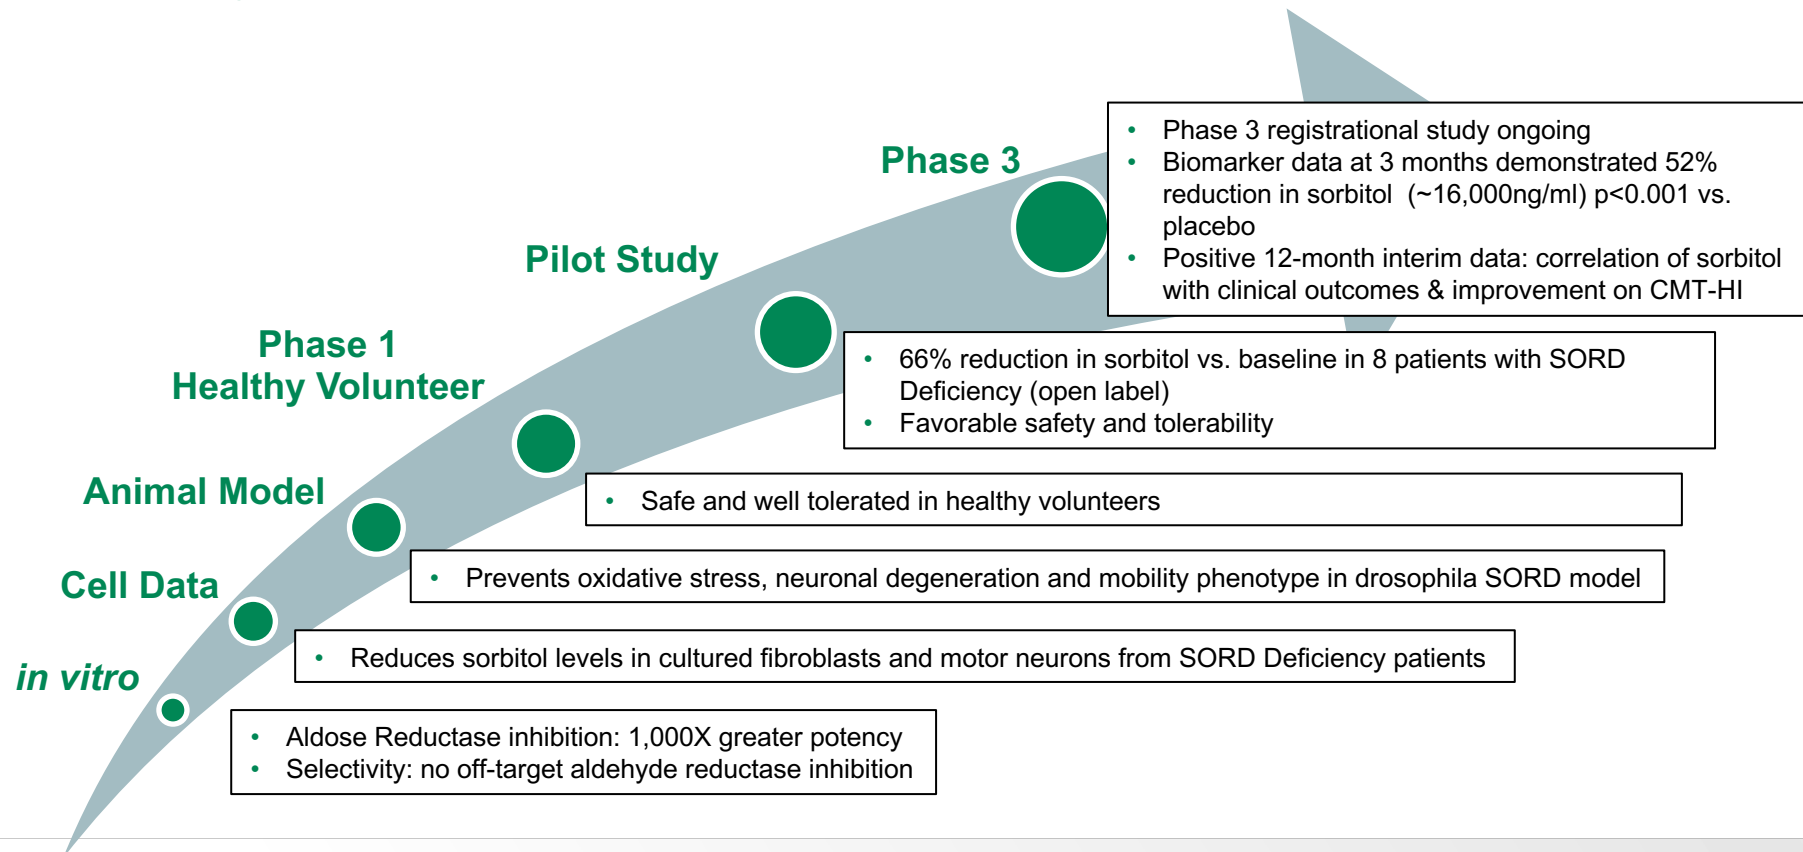 Phase 3
• Phase 3 registrational study ongoing
• Biomarker data at 3 months demonstrated 52%
reduction in sorbitol (~16,000ng/ml) p<0.001 vs.
placebo
• Positive 12-month interim data: correlation of sorbitol
with clinical outcomes & improvement on CMT-HI
Pilot Study
• 66% reduction in sorbitol vs. baseline in 8 patients with SORD
Deficiency (open label)
• Favorable safety and tolerability
Phase 1
Healthy Volunteer
• Safe and well tolerated in healthy volunteers
Animal Model
• Prevents oxidative stress, neuronal degeneration and mobility phenotype in drosophila SORD model
Cell Data
• Reduces sorbitol levels in cultured fibroblasts and motor neurons from SORD Deficiency patients
in vitro
• Aldose Reductase inhibition: 1,000X greater potency
• Selectivity: no off-target aldehyde reductase inhibition